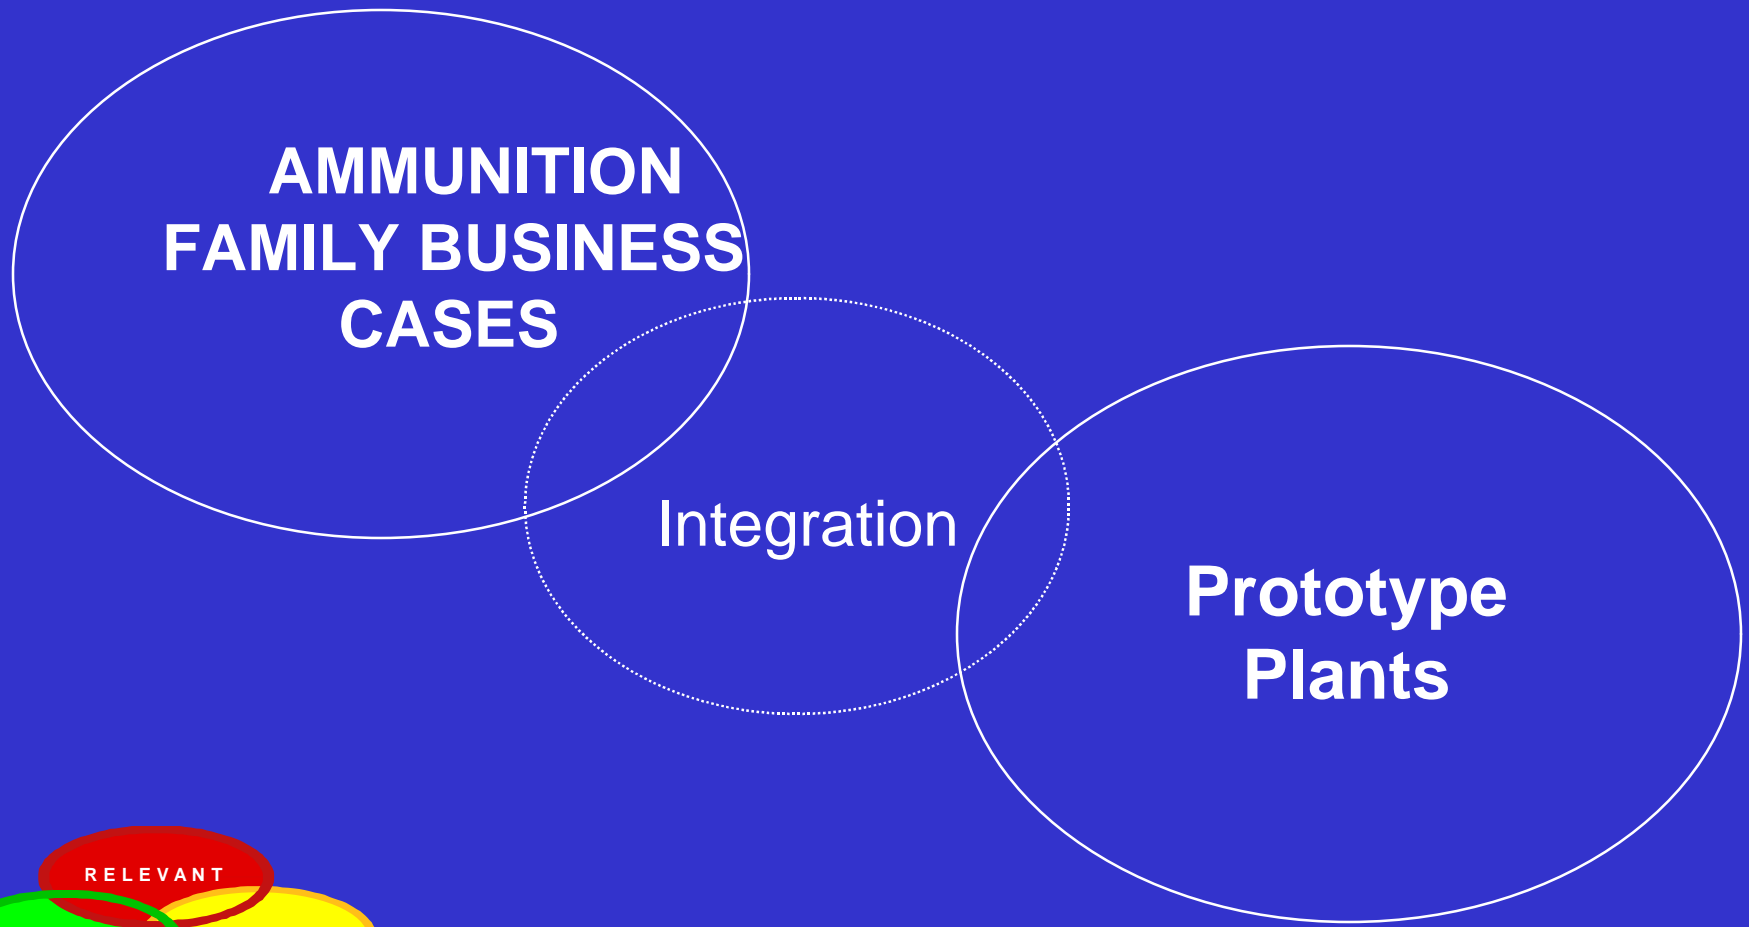 AMMUNITION
FAMILY BUSINESS
CASES
Integration
Prototype
Plants
RELEVANT